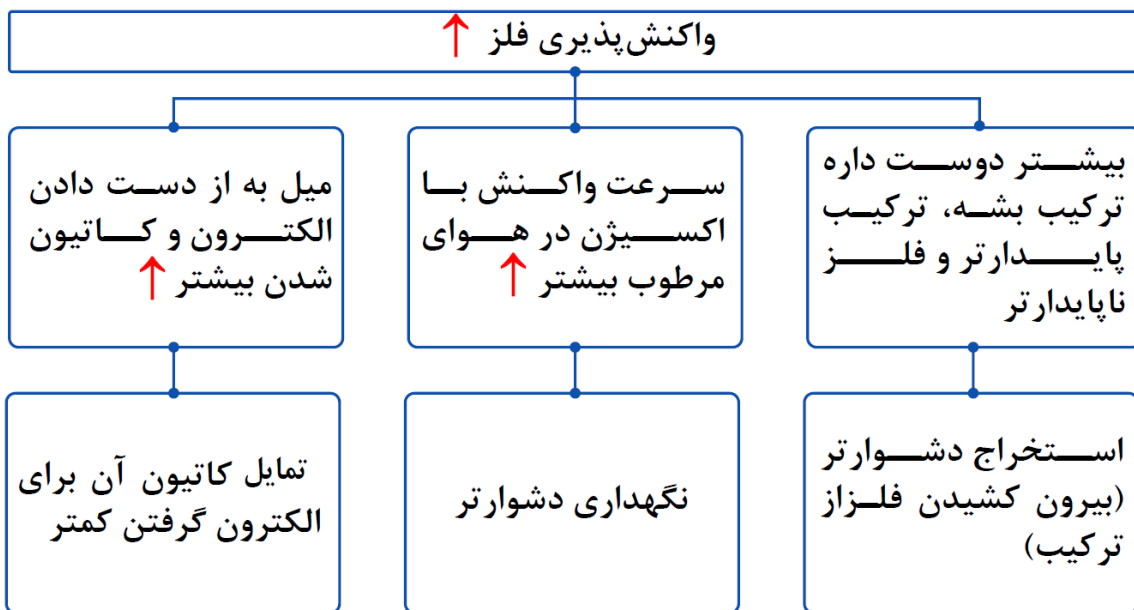 واکنش‌پذیری فلز ↑
بیشتر دوست داره
ترکیب بشه، ترکیب
پایدارتر و فلز
ناپایدارتر
سرعت واکنش با
اکسیژن در هوای
مرطوب بیشتر ↑
میل به از دست دادن
الکترون و کاتیون
شدن بیشتر ↑
استخراج دشوارتر
(بیرون کشیدن فلزاز
ترکیب)
نگهداری دشوارتر
تمایل کاتیون آن برای
الکترون گرفتن کمتر